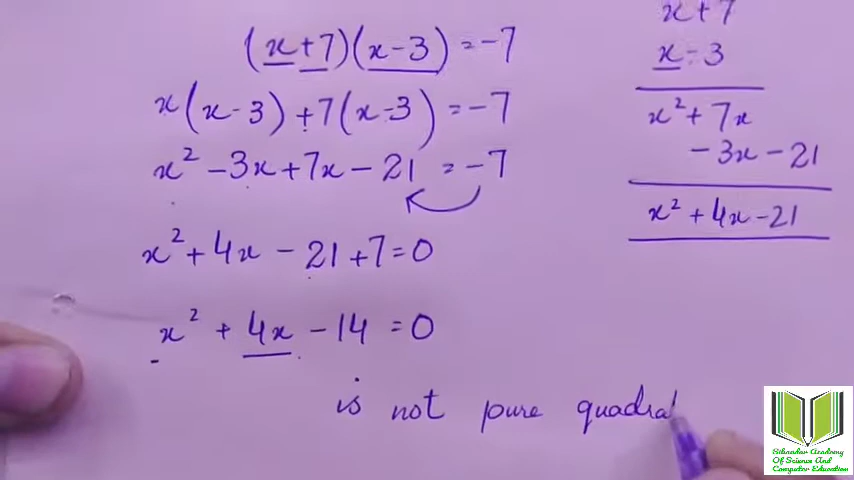 (x+7)(x-3) = -7
x(x-3) + 7(x-3) = -7
x² - 3x + 7x - 21 = -7
x² + 4x - 21 + 7 = 0
x² + 4x - 14 = 0
is not pure quadrat
x + 7
x - 3
x² + 7x
- 3x - 21
x² + 4x - 21
Sikandar Academy
Of Science And
Computer Education